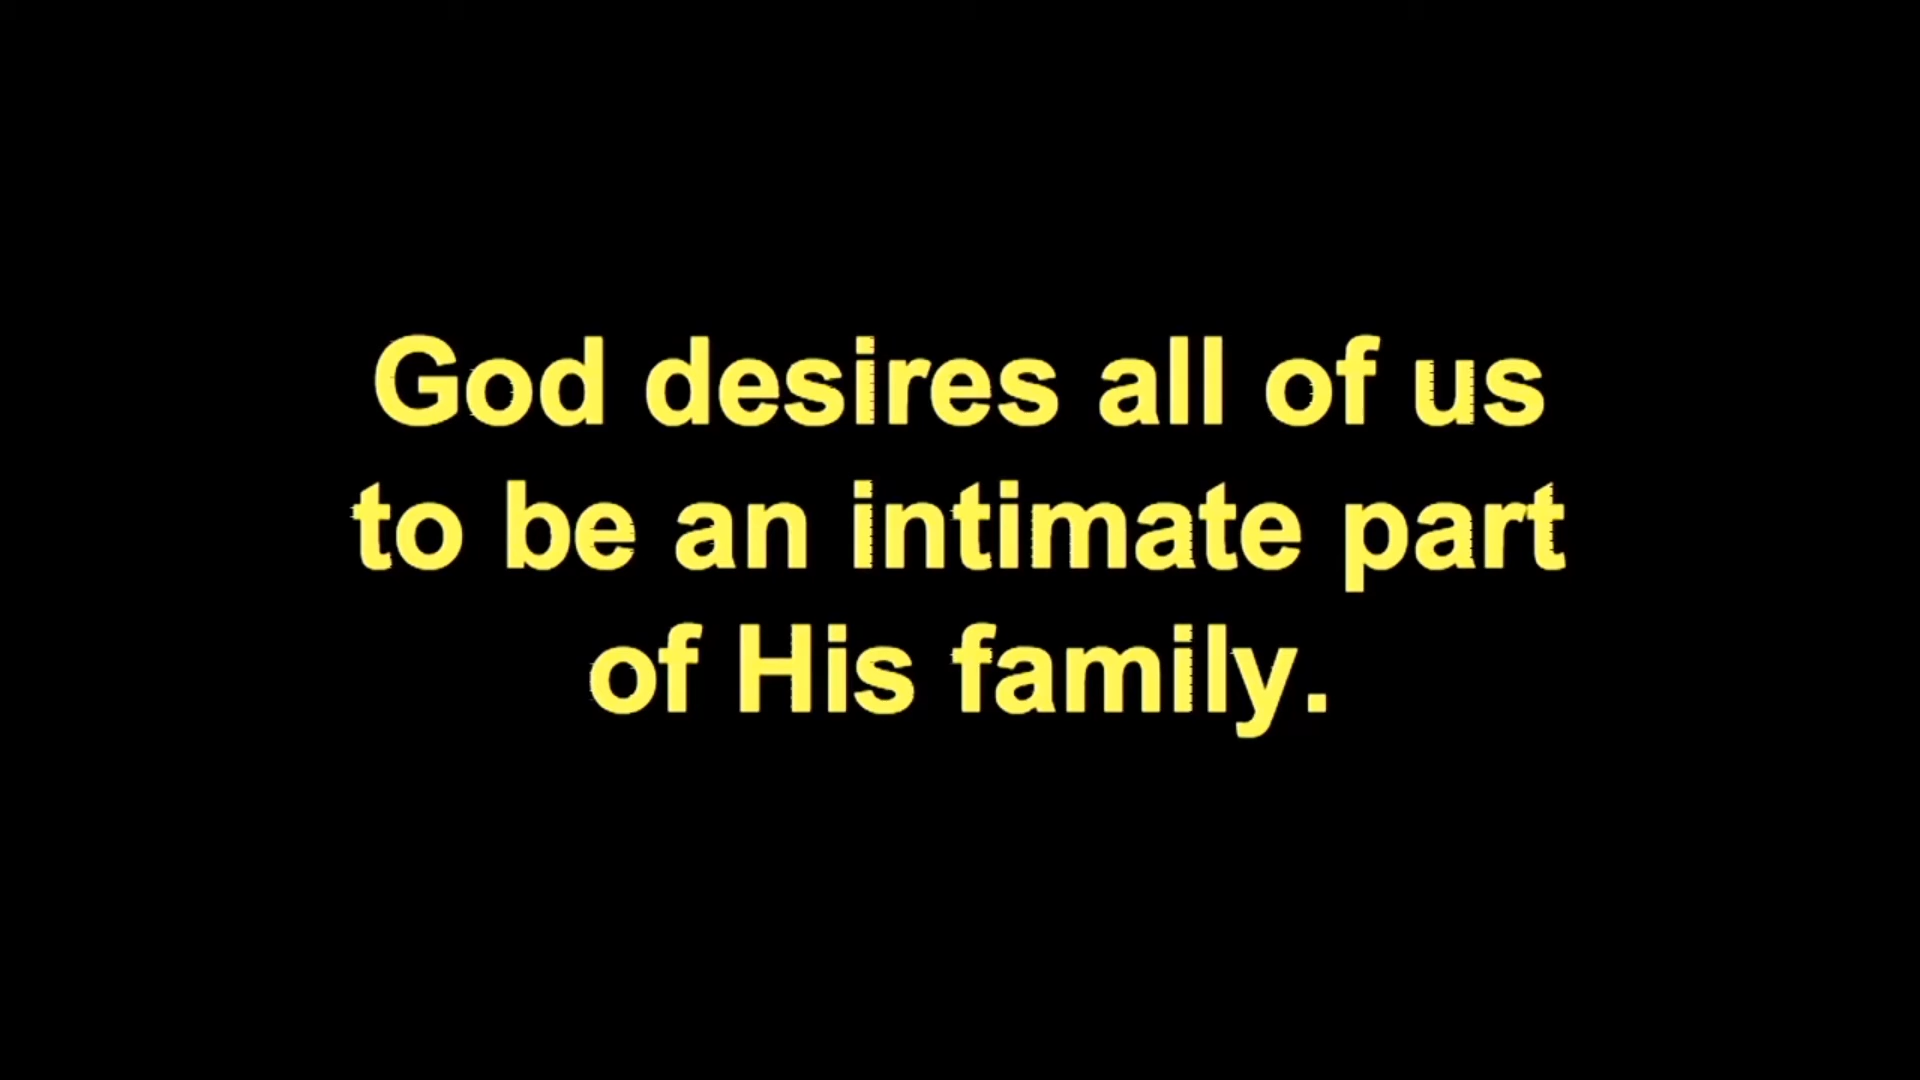 God desires all of us
to be an intimate part
of His family.